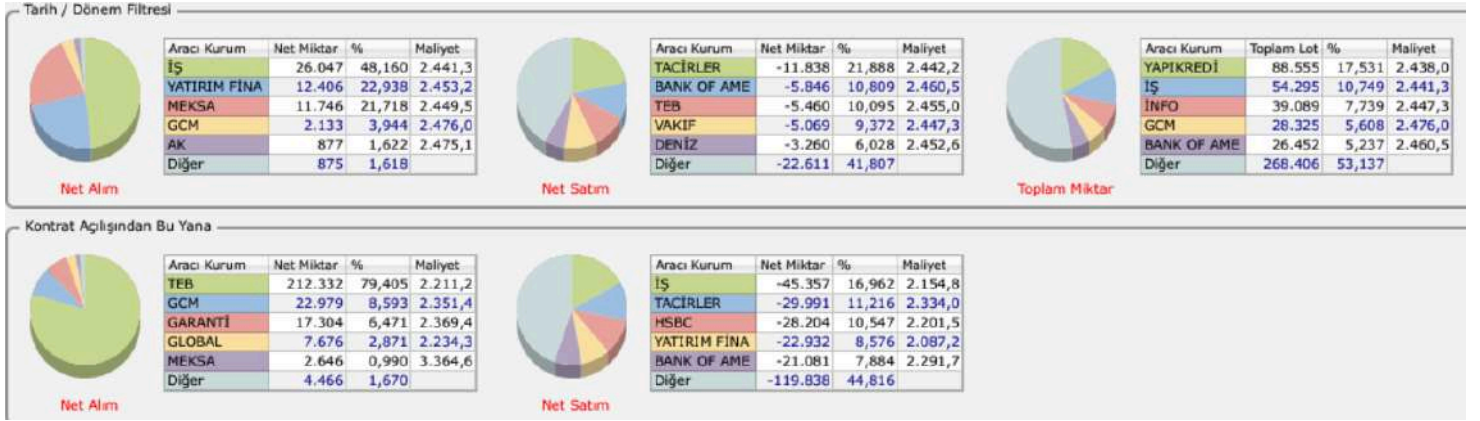 Tarih / Dönem Filtresi
Aracı Kurum Net Miktar % Maliyet
İŞ 26.047 48,160 2.441,3
YATIRIM FİNA 12.406 22,938 2.453,2
MEKSA 11.746 21,718 2.449,5
GCM 2.133 3,944 2.476,0
AK 877 1,622 2.475,1
Diğer 875 1,618
Net Alım
Aracı Kurum Net Miktar % Maliyet
TACİRLER -11.838 21,888 2.442,2
BANK OF AME -5.846 10,809 2.460,5
TEB -5.460 10,095 2.455,0
VAKIF -5.069 9,372 2.447,3
DENİZ -3.260 6,028 2.452,6
Diğer -22.611 41,807
Net Satım
Aracı Kurum Toplam Lot % Maliyet
YAPIKREDİ 88.555 17,531 2.438,0
İŞ 54.295 10,749 2.441,3
İNFO 39.089 7,739 2.447,3
GCM 28.325 5,608 2.476,0
BANK OF AME 26.452 5,237 2.460,5
Diğer 268.406 53,137
Toplam Miktar
Kontrat Açılışından Bu Yana
Aracı Kurum Net Miktar % Maliyet
TEB 212.332 79,405 2.211,2
GCM 22.979 8,593 2.351,4
GARANTİ 17.304 6,471 2.369,4
GLOBAL 7.676 2,871 2.234,3
MEKSA 2.646 0,990 3.364,6
Diğer 4.466 1,670
Net Alım
Aracı Kurum Net Miktar % Maliyet
İŞ -45.357 16,962 2.154,8
TACİRLER -29.991 11,216 2.334,0
HSBC -28.204 10,547 2.201,5
YATIRIM FİNA -22.932 8,576 2.087,2
BANK OF AME -21.081 7,884 2.291,7
Diğer -119.838 44,816
Net Satım